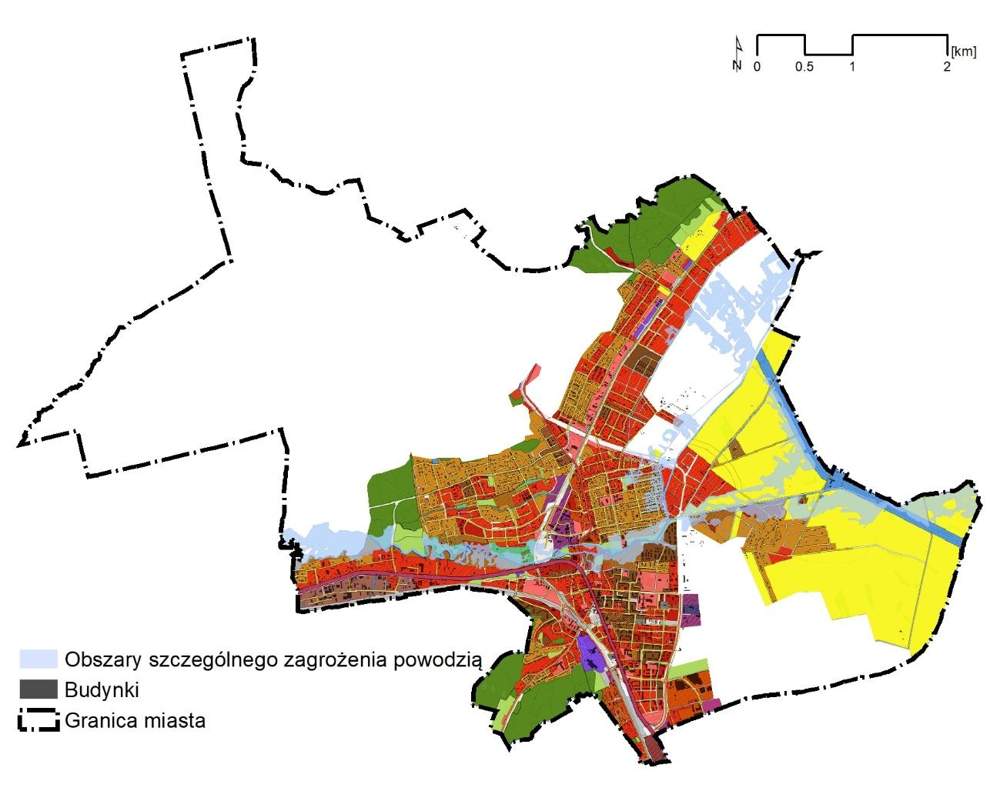 [km]
N 0 0.5 1 2
Obszary szczególnego zagrożenia powodzią
Budynki
Granica miasta